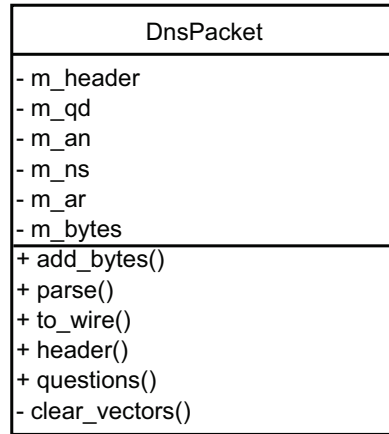 DnsPacket
- m_header
- m_qd
- m_an
- m_ns
- m_ar
- m_bytes
+ add_bytes()
+ parse()
+ to_wire()
+ header()
+ questions()
- clear_vectors()